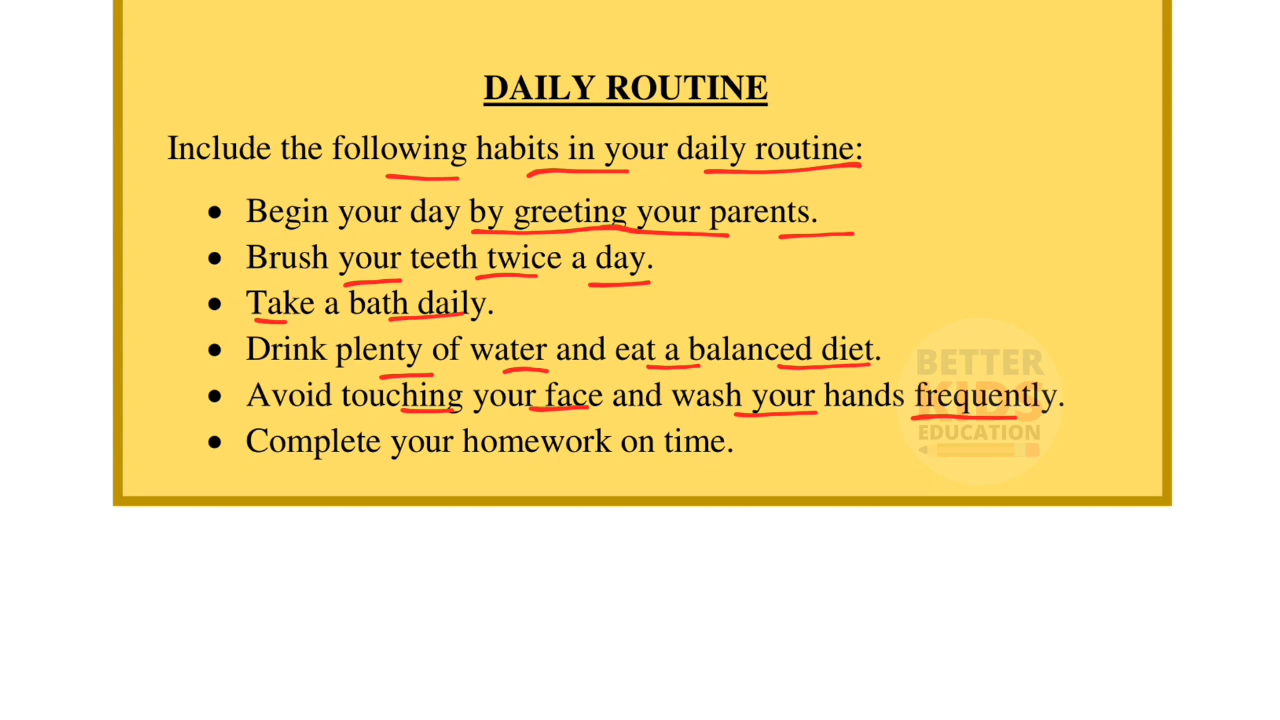 DAILY ROUTINE
Include the following habits in your daily routine:
• Begin your day by greeting your parents.
• Brush your teeth twice a day.
• Take a bath daily.
• Drink plenty of water and eat a balanced diet.
• Avoid touching your face and wash your hands frequently.
• Complete your homework on time.
BETTER
KIDS
EDUCATION